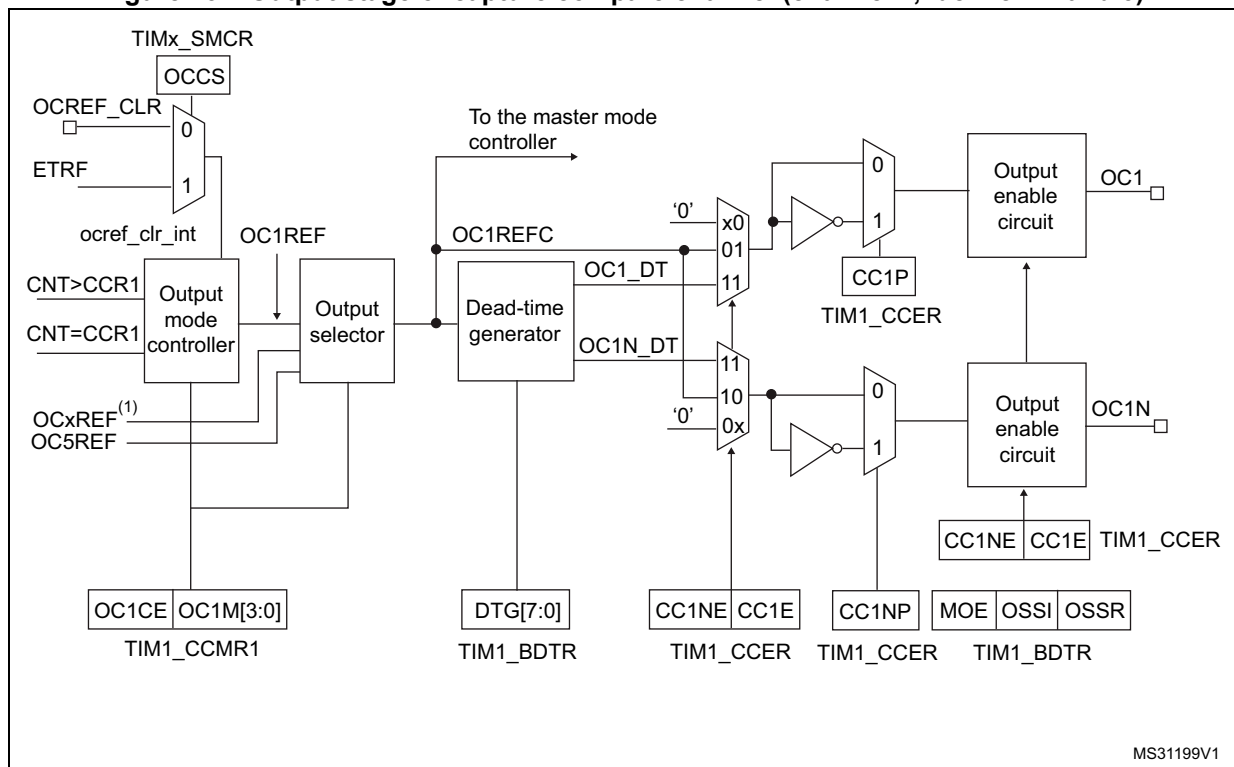 TIMx_SMCR
OCCS
OCREF_CLR
0
ETRF
1
ocref_clr_int
To the master mode
controller
OC1REF
OC1REFC
CNT>CCR1
CNT=CCR1
Output
mode
controller
Output
selector
Dead-time
generator
OC1_DT
OC1N_DT
OCxREF(1)
OC5REF
‘0’
x0
01
11
11
10
‘0’
0x
0
1
CC1P
TIM1_CCER
0
1
Output
enable
circuit
OC1
Output
enable
circuit
OC1N
CC1NE CC1E TIM1_CCER
OC1CE OC1M[3:0]
TIM1_CCMR1
DTG[7:0]
TIM1_BDTR
CC1NE CC1E
TIM1_CCER
CC1NP
TIM1_CCER
MOE OSSI OSSR
TIM1_BDTR
MS31199V1